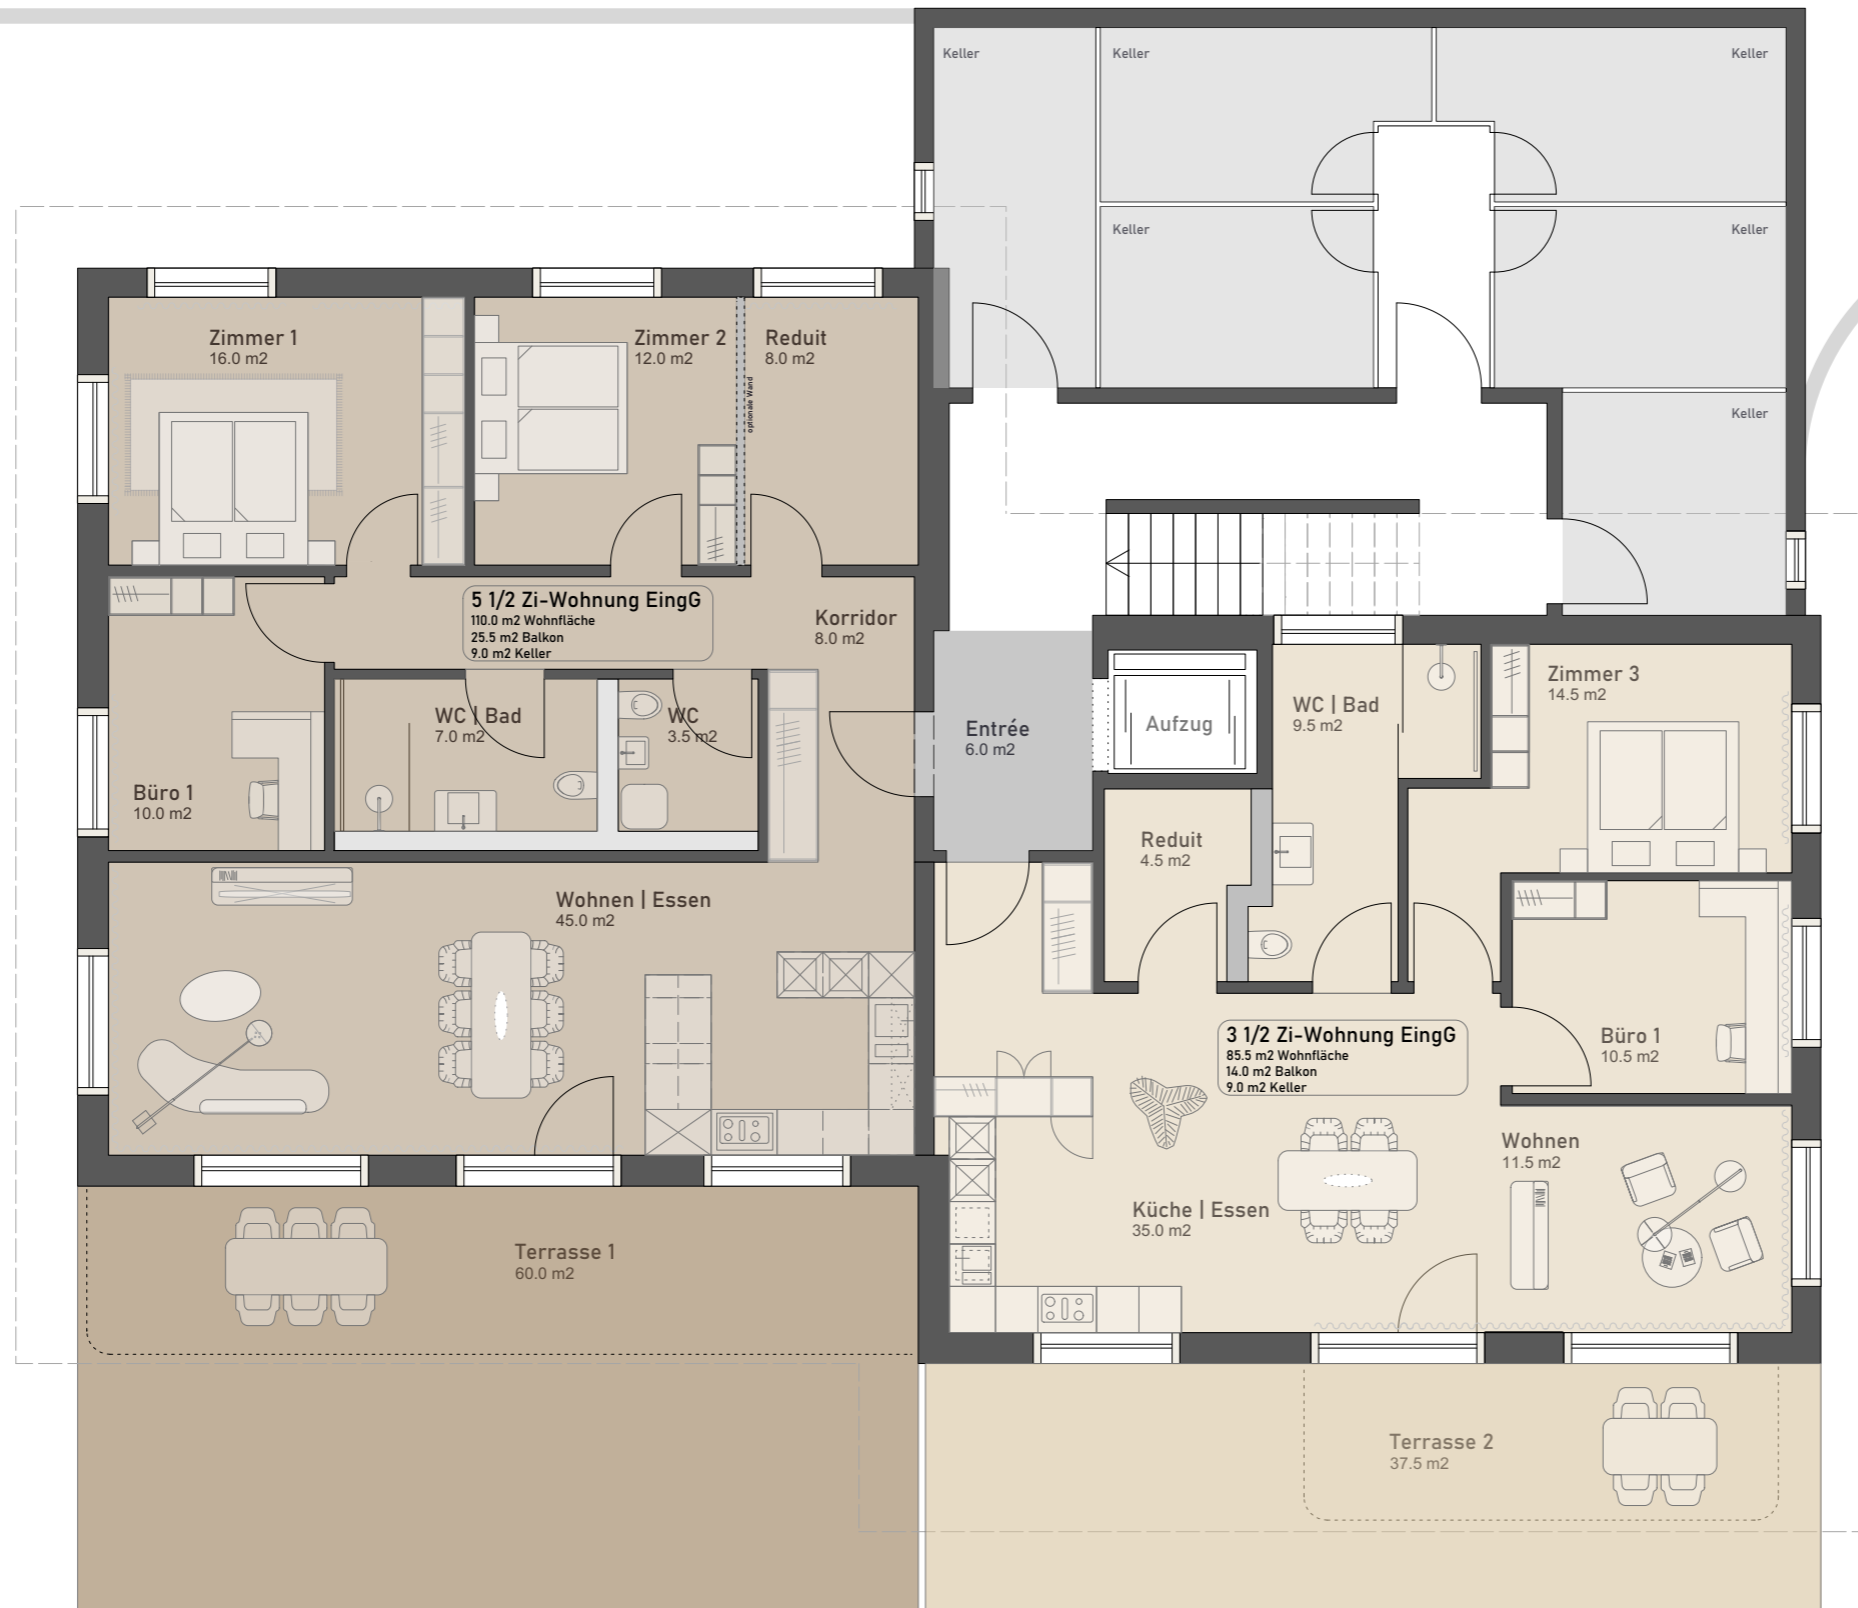 Keller
Keller
Keller
Keller
Keller
Keller
Zimmer 1
16.0 m2
Zimmer 2
12.0 m2
Reduit
8.0 m2
optionale Wand
5 1/2 Zi-Wohnung EingG
110.0 m2 Wohnfläche
25.5 m2 Balkon
9.0 m2 Keller
Korridor
8.0 m2
WC | Bad
7.0 m2
WC
3.5 m2
Büro 1
10.0 m2
Entrée
6.0 m2
Aufzug
WC | Bad
9.5 m2
Zimmer 3
14.5 m2
Reduit
4.5 m2
Wohnen | Essen
45.0 m2
3 1/2 Zi-Wohnung EingG
85.5 m2 Wohnfläche
14.0 m2 Balkon
9.0 m2 Keller
Büro 1
10.5 m2
Wohnen
11.5 m2
Küche | Essen
35.0 m2
Terrasse 1
60.0 m2
Terrasse 2
37.5 m2